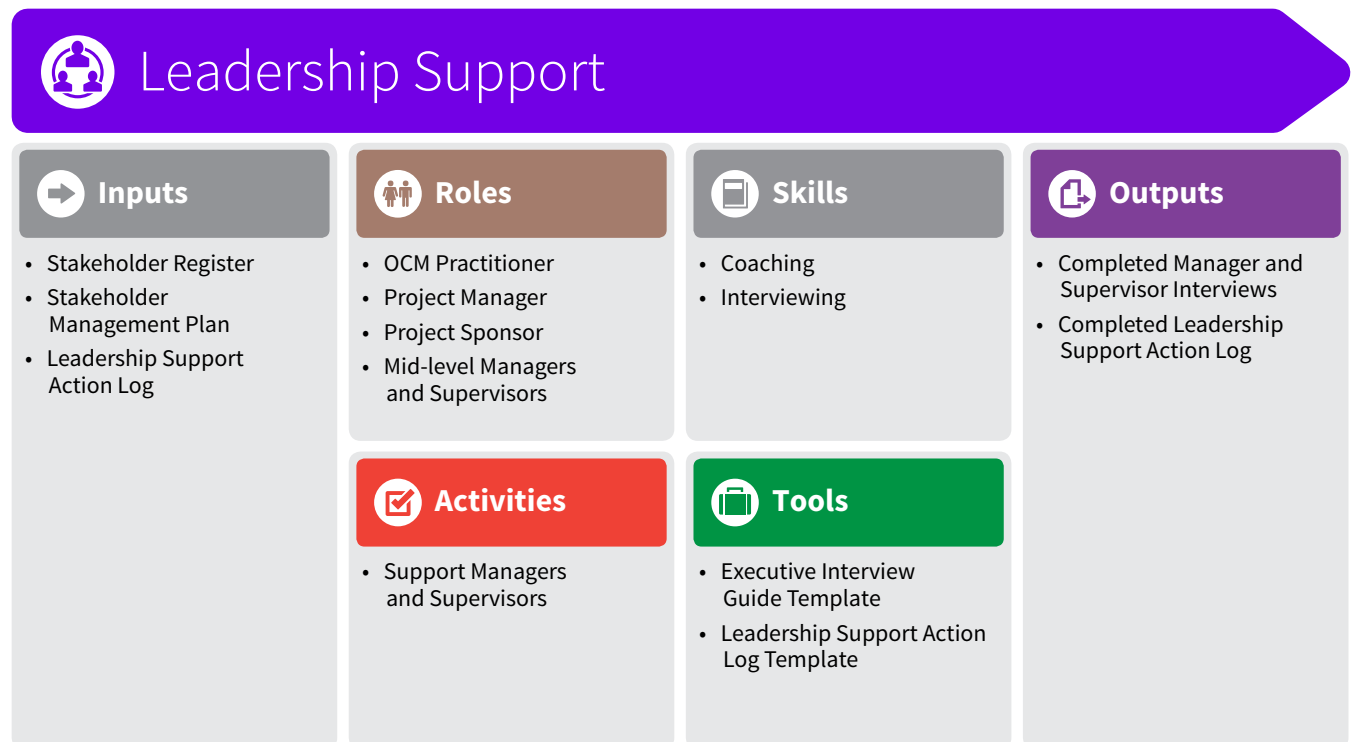 Leadership Support
Inputs
• Stakeholder Register
• Stakeholder
Management Plan
• Leadership Support
Action Log
Roles
• OCM Practitioner
• Project Manager
• Project Sponsor
• Mid-level Managers
and Supervisors
Skills
• Coaching
• Interviewing
Outputs
• Completed Manager and
Supervisor Interviews
• Completed Leadership
Support Action Log
Activities
• Support Managers
and Supervisors
Tools
• Executive Interview
Guide Template
• Leadership Support Action
Log Template